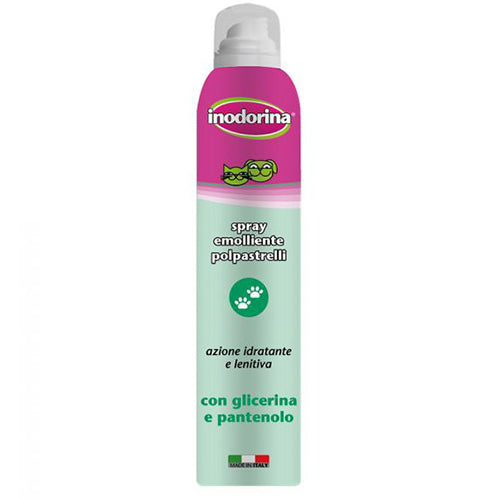 inodorina®
spray
emolliente
polpastrelli
azione idratante
e lenitiva
con glicerina
e pantenolo
MADE IN ITALY